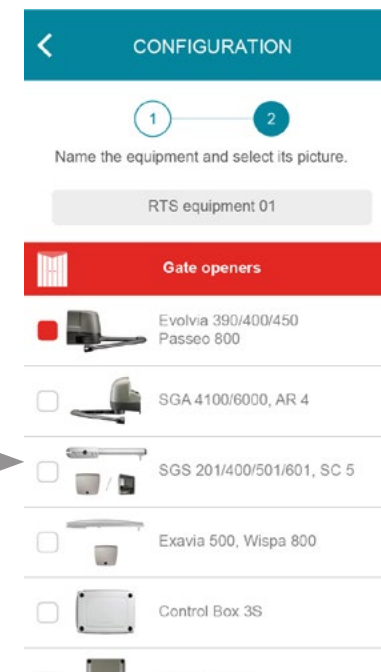 CONFIGURATION
1 2
Name the equipment and select its picture.
RTS equipment 01
Gate openers
Evolvia 390/400/450
Passeo 800
SGA 4100/6000, AR 4
SGS 201/400/501/601, SC 5
Exavia 500, Wispa 800
Control Box 3S